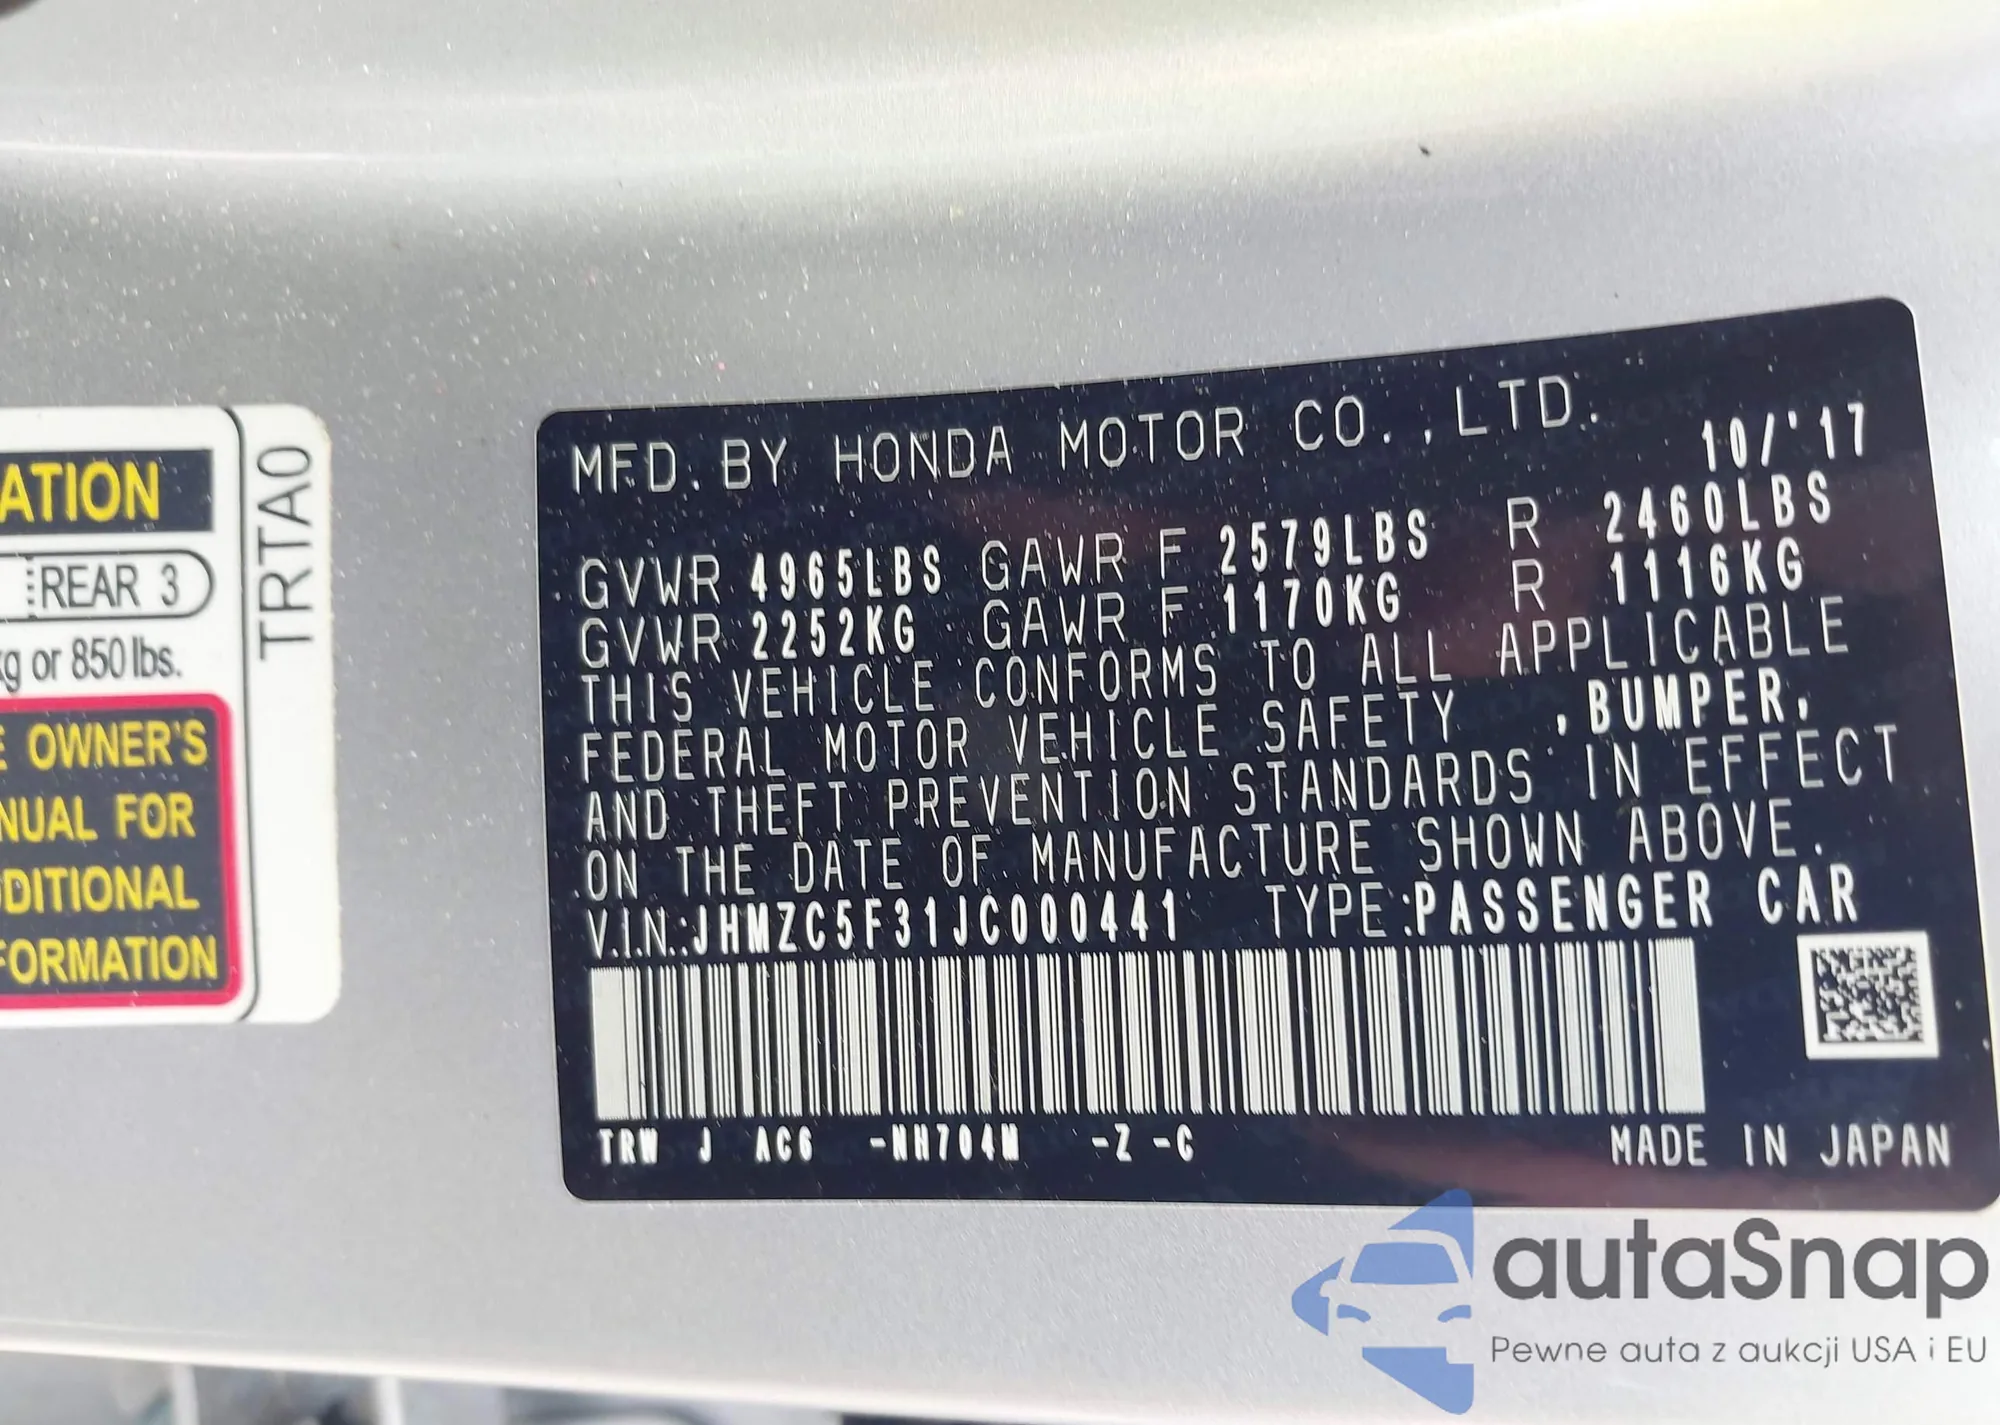 ATION
REAR 3
kg or 850 lbs.
E OWNER'S
NUAL FOR
DDITIONAL
FORMATION
TRTA0
MFD. BY HONDA MOTOR CO.,LTD.
10/'17
GVWR 4965LBS GAWR F 2579LBS R 2460LBS
GVWR 2252KG GAWR F 1170KG R 1116KG
THIS VEHICLE CONFORMS TO ALL APPLICABLE
FEDERAL MOTOR VEHICLE SAFETY ,BUMPER,
AND THEFT PREVENTION STANDARDS IN EFFECT
ON THE DATE OF MANUFACTURE SHOWN ABOVE.
V.I.N.:JHMZC5F31JC000441 TYPE:PASSENGER CAR
TRW J AC6 -NH704M -Z -C
MADE IN JAPAN
autaSnap
Pewne auta z aukcji USA i EU